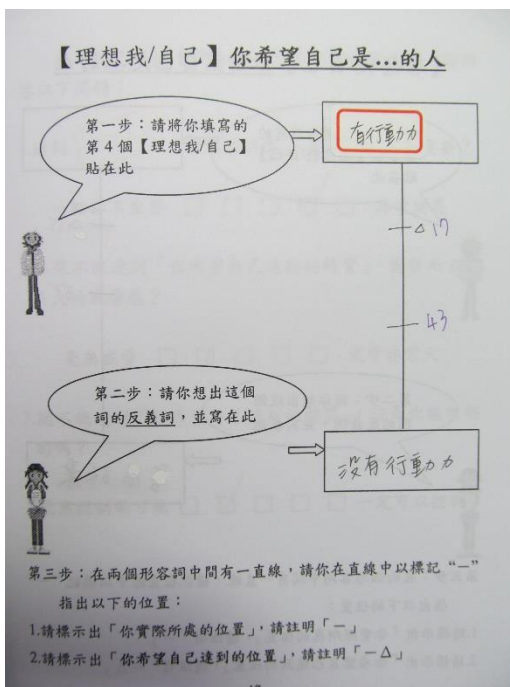 【理想我/自己】你希望自己是...的人
第一步：請將你填寫的
第4個【理想我/自己】
貼在此
有行動力
-△ 17
- 43
第二步：請你想出這個
詞的反義詞，並寫在此
沒有行動力
第三步：在兩個形容詞中間有一直線，請你在直線中以標記“－”
指出以下的位置：
1.請標示出「你實際所處的位置」，請註明「－」
2.請標示出「你希望自己達到的位置」，請註明「－△」